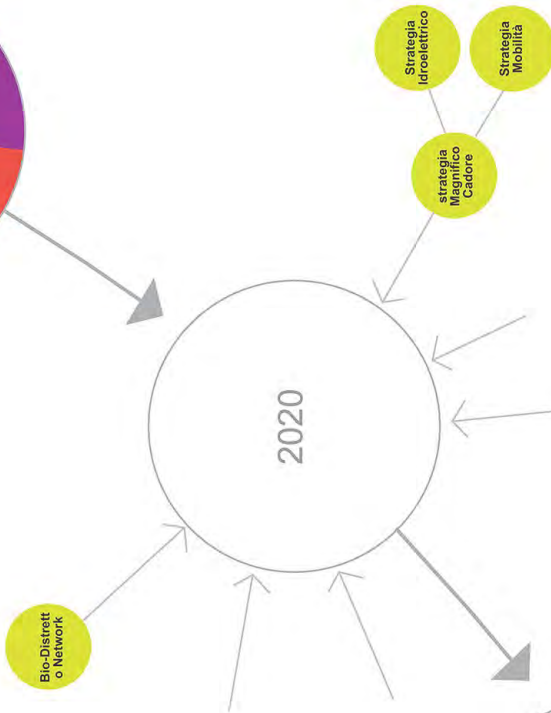 Strategia
Idroelettrico
Strategia
Mobilità
strategia
Magnifico
Cadore
2020
Bio-Distrett
o Network